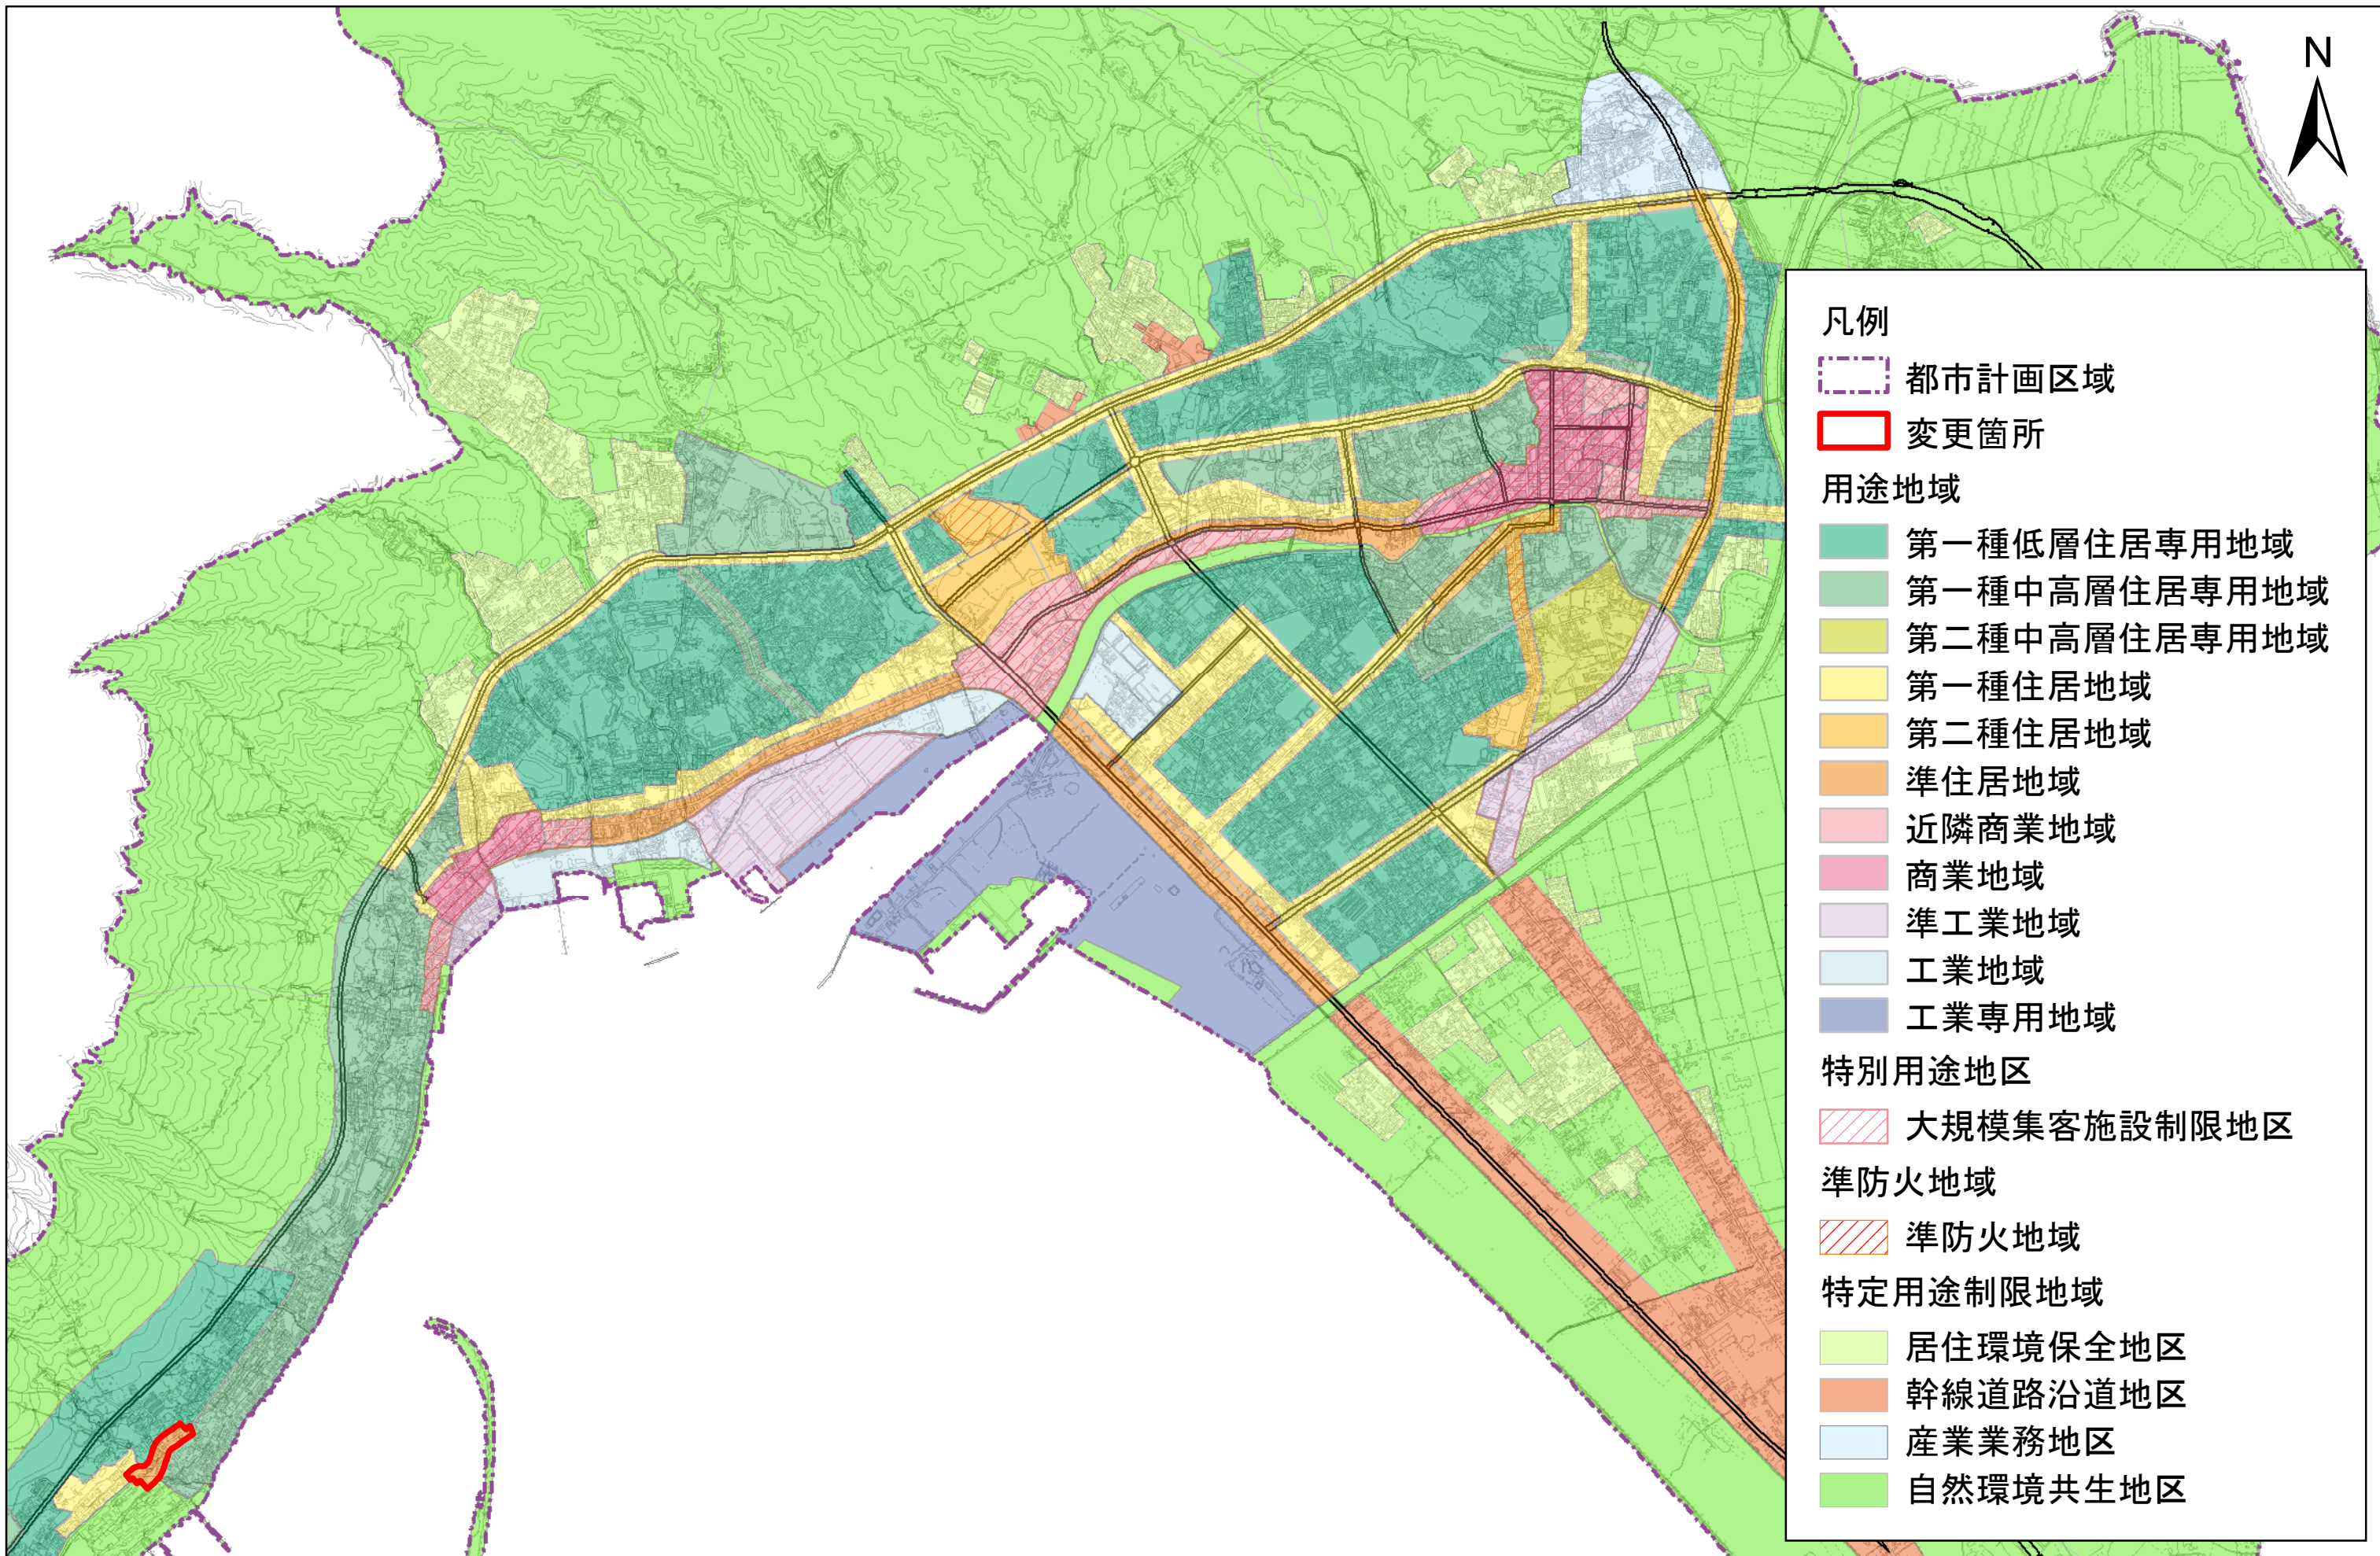 N
凡例
都市計画区域
変更箇所
用途地域
第一種低層住居専用地域
第一種中高層住居専用地域
第二種中高層住居専用地域
第一種住居地域
第二種住居地域
準住居地域
近隣商業地域
商業地域
準工業地域
工業地域
工業専用地域
特別用途地区
大規模集客施設制限地区
準防火地域
準防火地域
特定用途制限地域
居住環境保全地区
幹線道路沿道地区
産業業務地区
自然環境共生地区